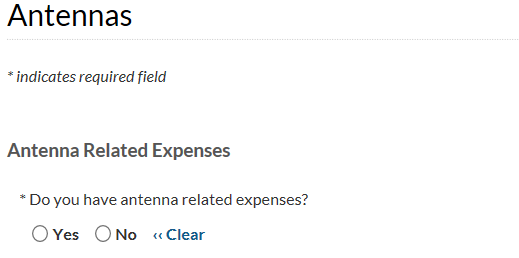 Antennas
* indicates required field
Antenna Related Expenses
* Do you have antenna related expenses?
Yes No ‹‹ Clear